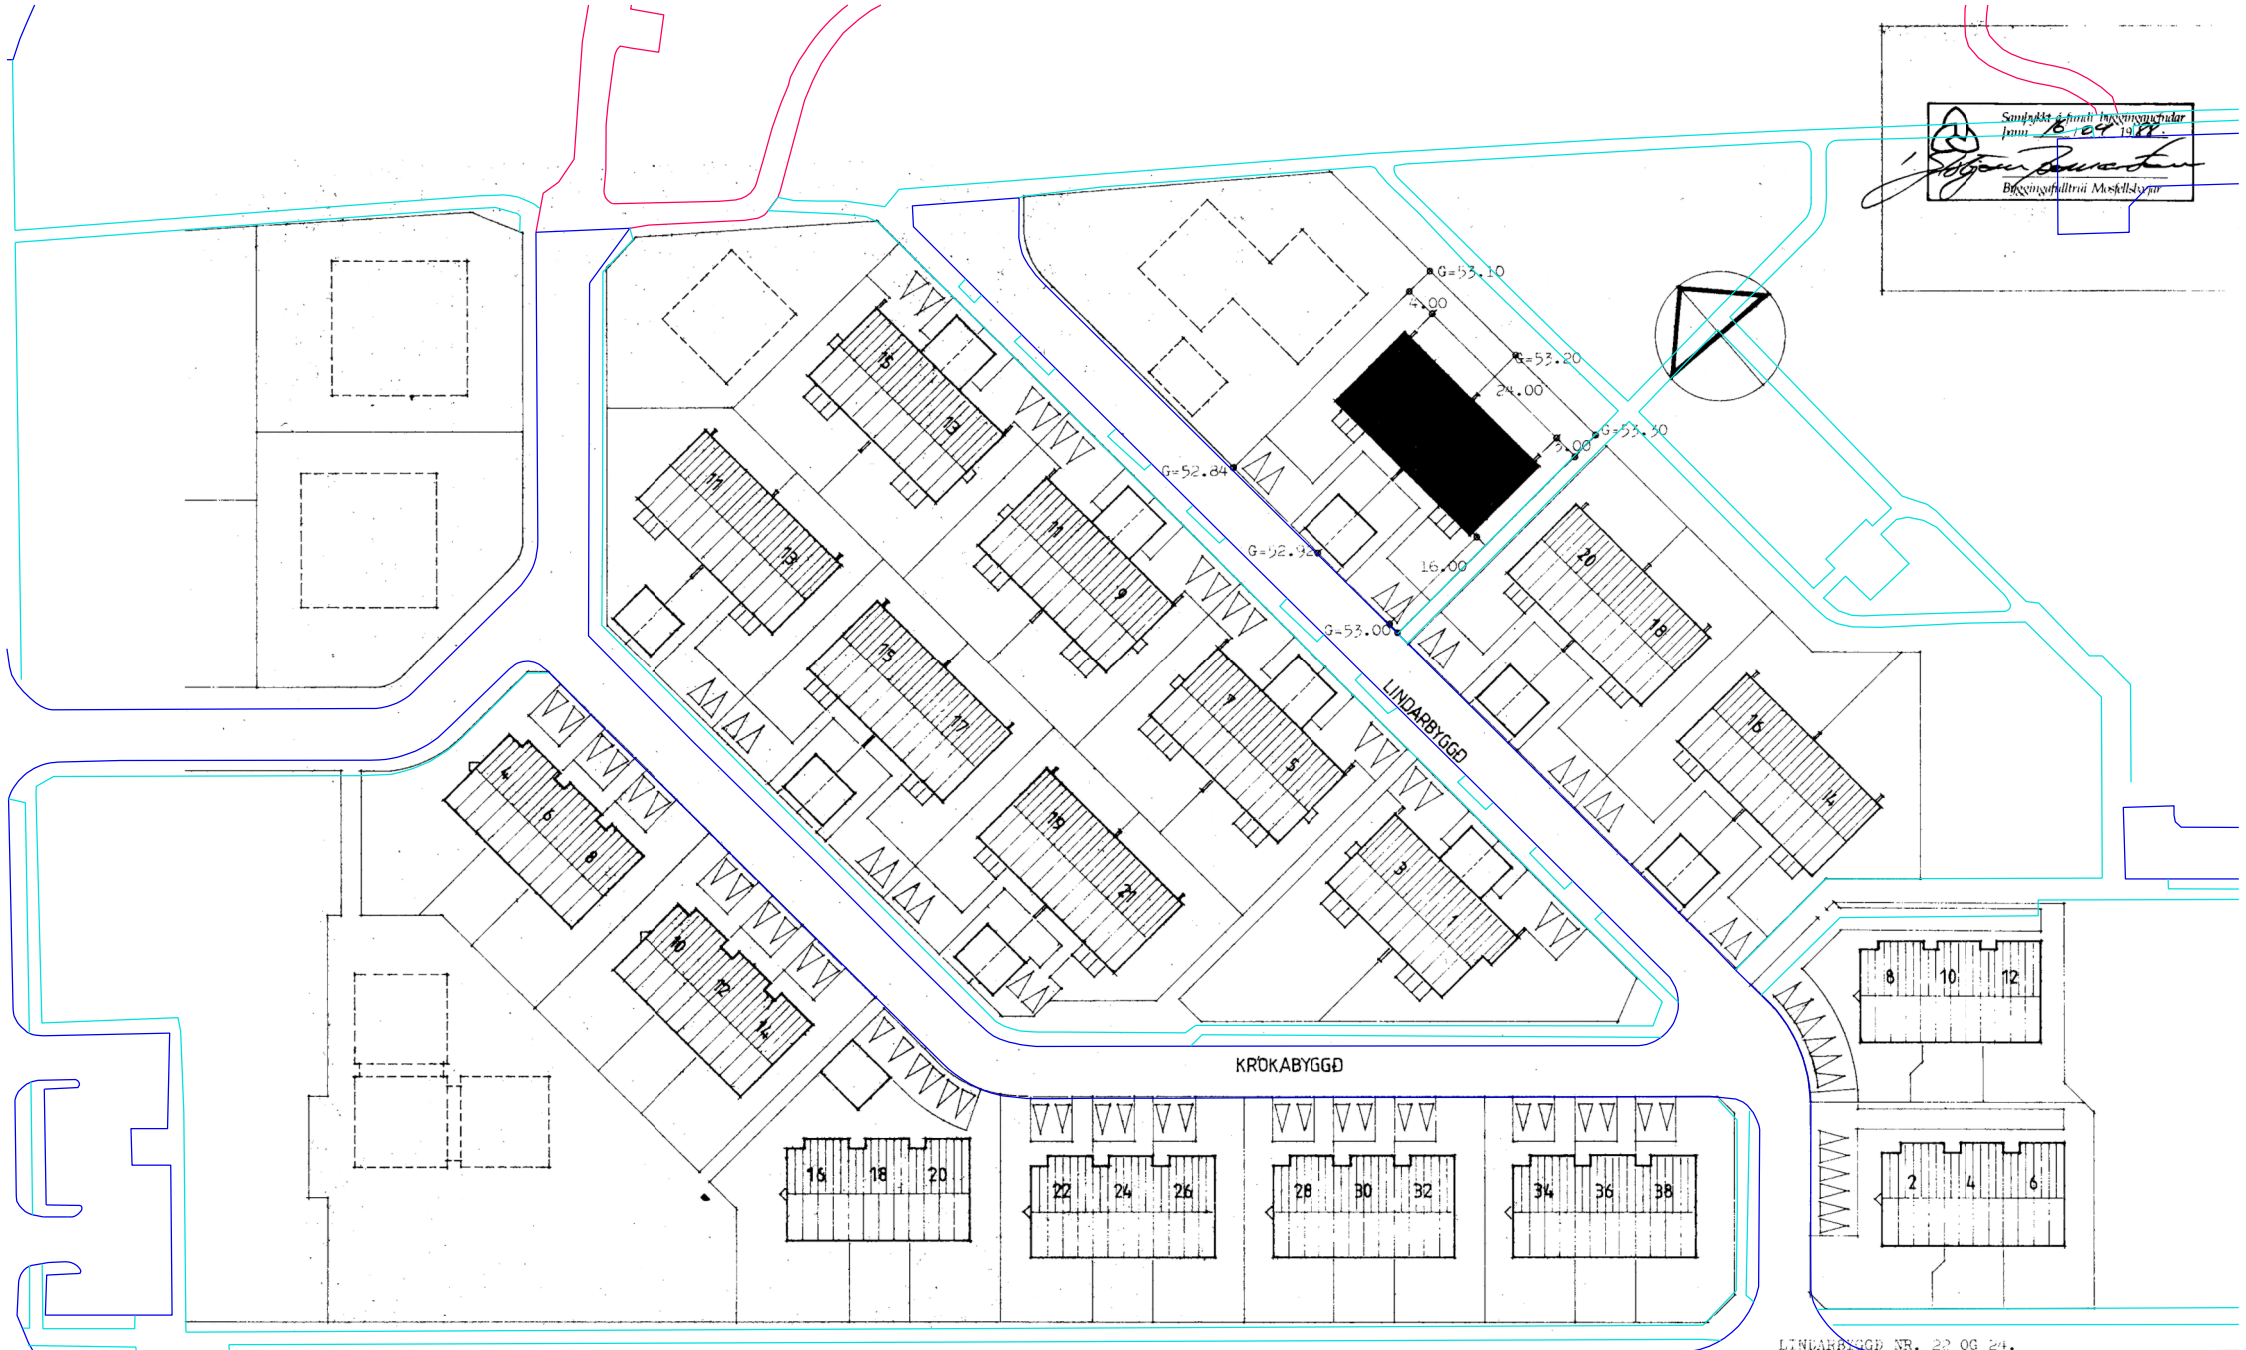 Samþykkt á fundi byggingarnefndar
þann 16 / 04 1988.
Byggingafulltrúi Mosfellsbæjar
G=53.10
4.00
G=53.20
24.00
G=53.30
5.00
G=52.84
G=52.92
16.00
G=53.00
15
13
11
13
11
9
15
17
7
5
19
21
3
1
20
18
16
14
LINDARBYGGÐ
4
6
8
10
12
14
KRÓKABYGGÐ
8 10 12
16 18 20
22 24 26
28 30 32
34 36 38
2 4 6
LINDARBYGGÐ NR. 22 OG 24.